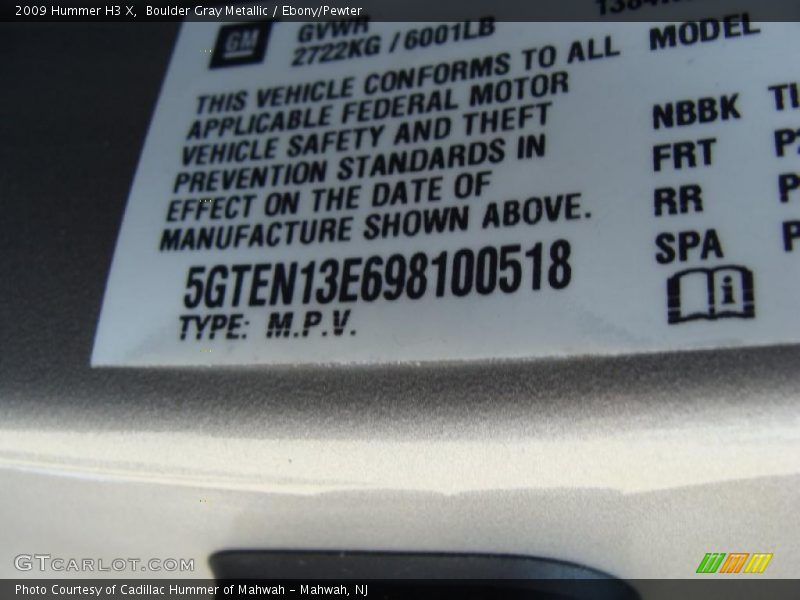 2009 Hummer H3 X, Boulder Gray Metallic / Ebony/Pewter
GM
GVWR
2722KG / 6001LB
MODEL
THIS VEHICLE CONFORMS TO ALL
APPLICABLE FEDERAL MOTOR
VEHICLE SAFETY AND THEFT
PREVENTION STANDARDS IN
EFFECT ON THE DATE OF
MANUFACTURE SHOWN ABOVE.
5GTEN13E698100518
TYPE: M.P.V.
NBBK
FRT
RR
SPA
i
GTCARLOT.COM
Photo Courtesy of Cadillac Hummer of Mahwah - Mahwah, NJ